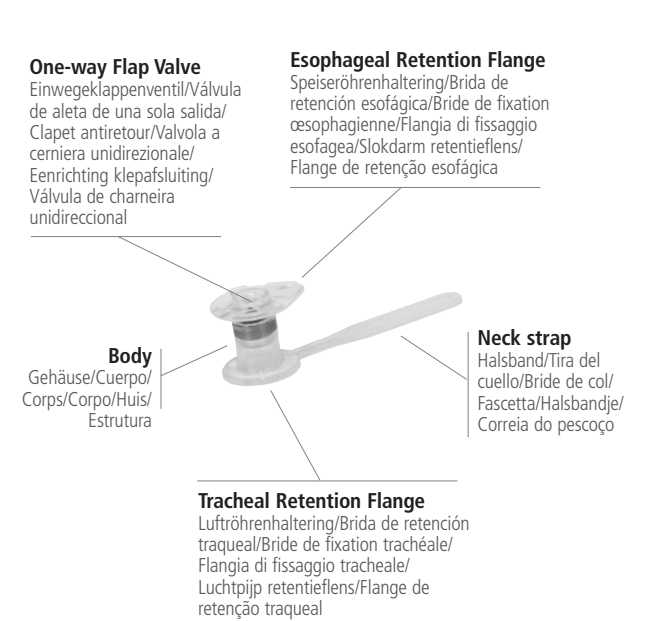 One-way Flap Valve
Einwegeklappenventil/Válvula
de aleta de una sola salida/
Clapet antiretour/Valvola a
cerniera unidirezionale/
Eenrichting klepafsluiting/
Válvula de charneira
unidireccional
Esophageal Retention Flange
Speiseröhrenhaltering/Brida de
retención esofágica/Bride de fixation
œsophagienne/Flangia di fissaggio
esofagea/Slokdarm retentieflens/
Flange de retenção esofágica
Body
Gehäuse/Cuerpo/
Corps/Corpo/Huis/
Estrutura
Neck strap
Halsband/Tira del
cuello/Bride de col/
Fascetta/Halsbandje/
Correia do pescoço
Tracheal Retention Flange
Luftröhrenhaltering/Brida de retención
traqueal/Bride de fixation trachéale/
Flangia di fissaggio tracheale/
Luchtpijp retentieflens/Flange de
retenção traqueal